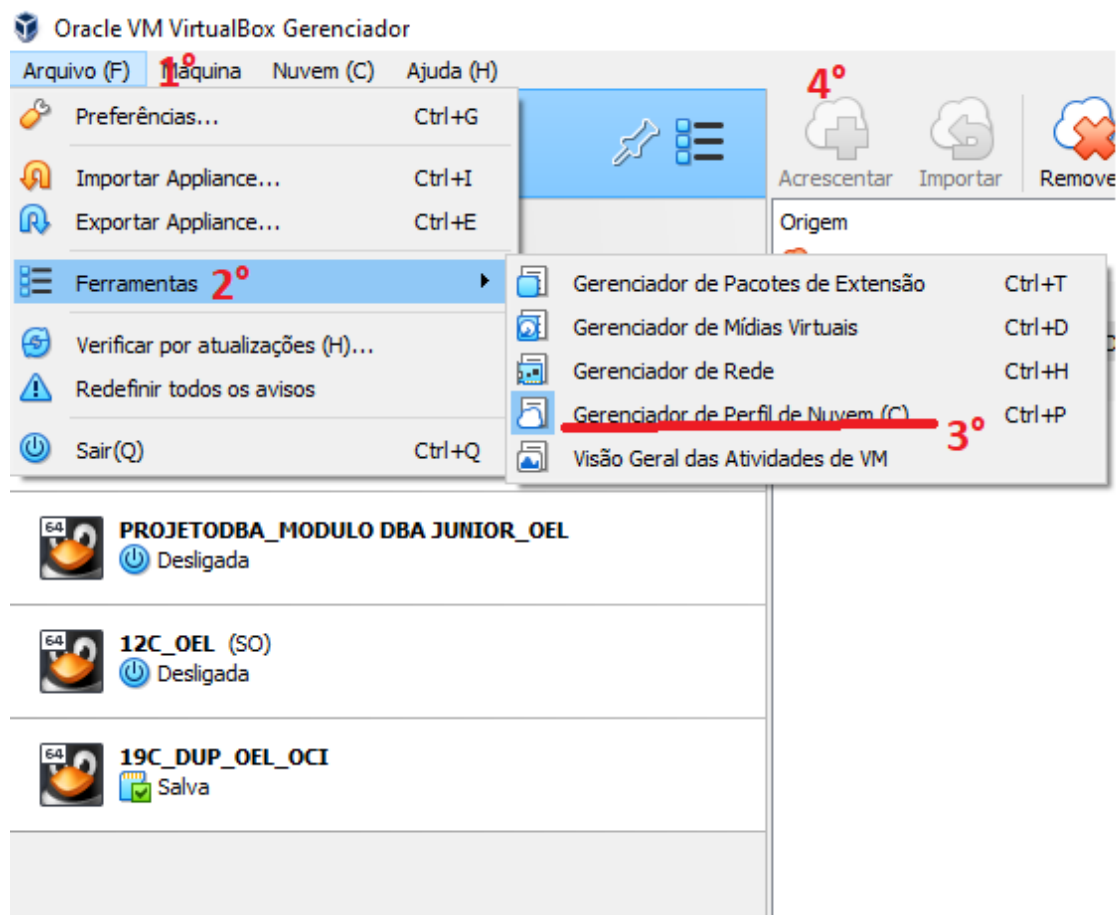 Oracle VM VirtualBox Gerenciador
Arquivo (F) 1º Máquina Nuvem (C) Ajuda (H)
4º
Preferências... Ctrl+G
Importar Appliance... Ctrl+I
Acrescentar Importar Remove
Exportar Appliance... Ctrl+E
Origem
Ferramentas 2º
Gerenciador de Pacotes de Extensão Ctrl+T
Gerenciador de Mídias Virtuais Ctrl+D
Verificar por atualizações (H)...
Gerenciador de Rede Ctrl+H
Redefinir todos os avisos
Gerenciador de Perfil de Nuvem (C) Ctrl+P
3º
Sair(Q) Ctrl+Q
Visão Geral das Atividades de VM
64 PROJETODBA_MODULO DBA JUNIOR_OEL
Desligada
64 12C_OEL (SO)
Desligada
64 19C_DUP_OEL_OCI
Salva